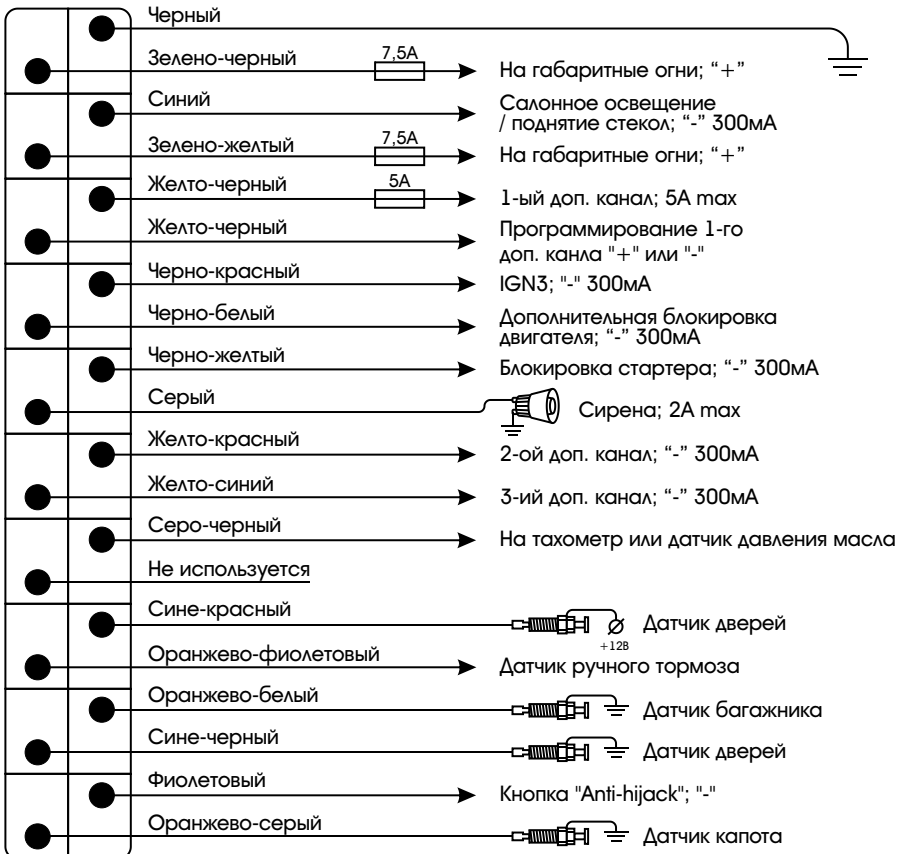 Черный
Зелено-черный 7,5А На габаритные огни; “+”
Синий Салонное освещение
/ поднятие стекол; “-” 300мА
Зелено-желтый 7,5А На габаритные огни; “+”
Желто-черный 5А 1-ый доп. канал; 5А max
Желто-черный Программирование 1-го
доп. канла "+" или "-"
Черно-красный IGN3; "-" 300мА
Черно-белый Дополнительная блокировка
двигателя; “-” 300мА
Черно-желтый Блокировка стартера; “-” 300мА
Серый Сирена; 2А max
Желто-красный 2-ой доп. канал; “-” 300мА
Желто-синий 3-ий доп. канал; “-” 300мА
Серо-черный На тахометр или датчик давления масла
Не используется
Сине-красный Датчик дверей
+12В
Оранжево-фиолетовый Датчик ручного тормоза
Оранжево-белый Датчик багажника
Сине-черный Датчик дверей
Фиолетовый Кнопка "Anti-hijack"; "-"
Оранжево-серый Датчик капота